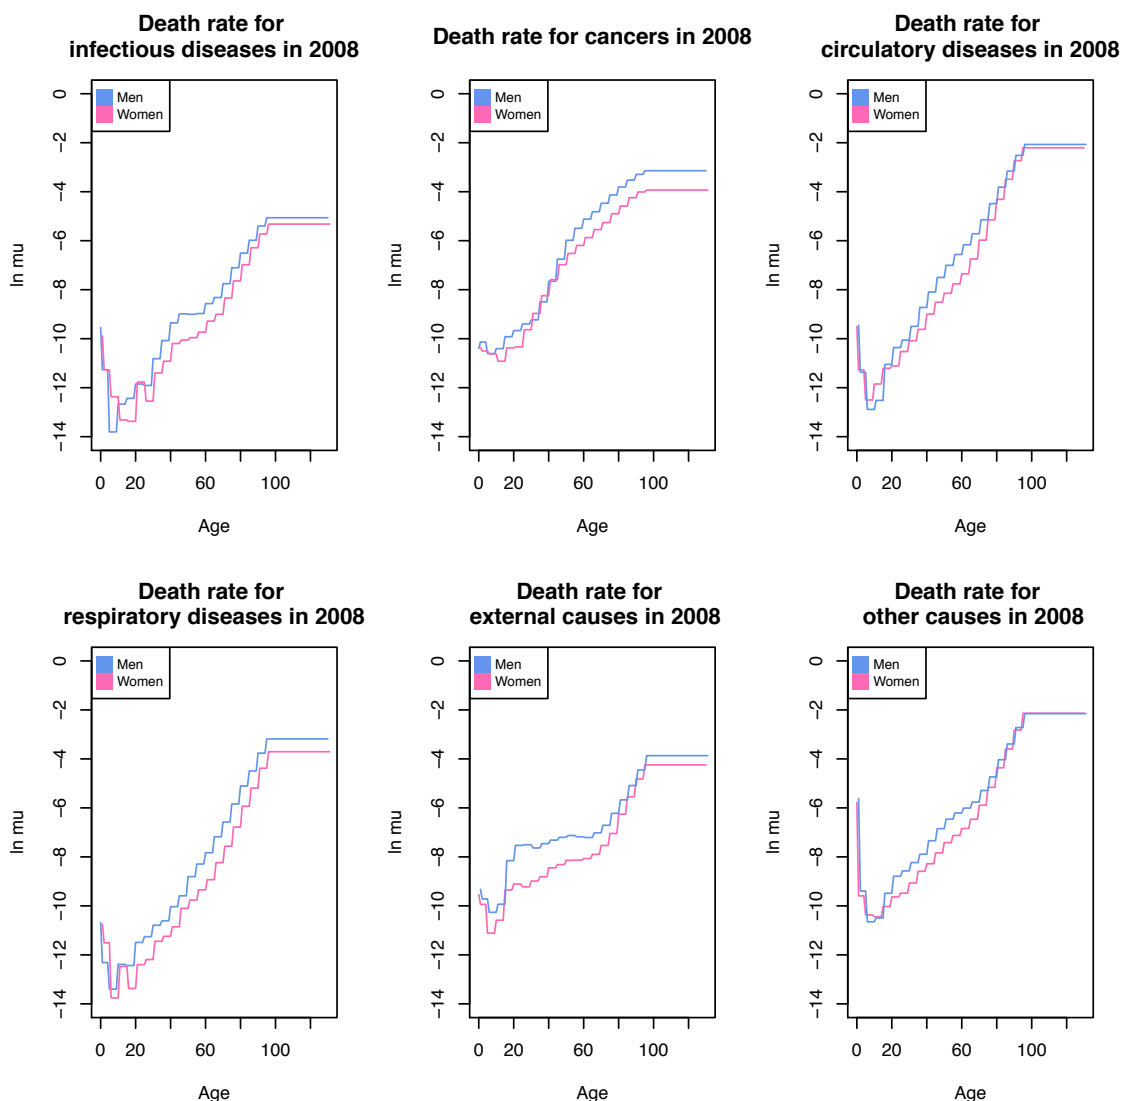 Death rate for
infectious diseases in 2008
Men
Women
0
−2
−4
−6
−8
−10
−12
−14
ln mu
0 20 60 100
Age
Death rate for cancers in 2008
Men
Women
0
−2
−4
−6
−8
−10
−12
−14
ln mu
0 20 60 100
Age
Death rate for
circulatory diseases in 2008
Men
Women
0
−2
−4
−6
−8
−10
−12
−14
ln mu
0 20 60 100
Age
Death rate for
respiratory diseases in 2008
Men
Women
0
−2
−4
−6
−8
−10
−12
−14
ln mu
0 20 60 100
Age
Death rate for
external causes in 2008
Men
Women
0
−2
−4
−6
−8
−10
−12
−14
ln mu
0 20 60 100
Age
Death rate for
other causes in 2008
Men
Women
0
−2
−4
−6
−8
−10
−12
−14
ln mu
0 20 60 100
Age